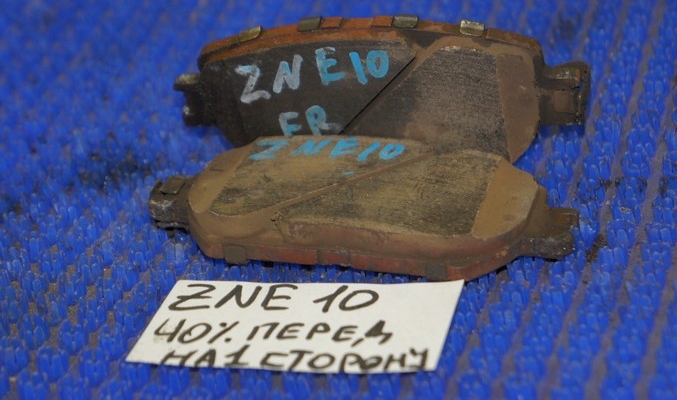 ZNE10
FR
ZNE10
ZNE 10
40% ПЕРЕД
НА 1 СТОРОНУ